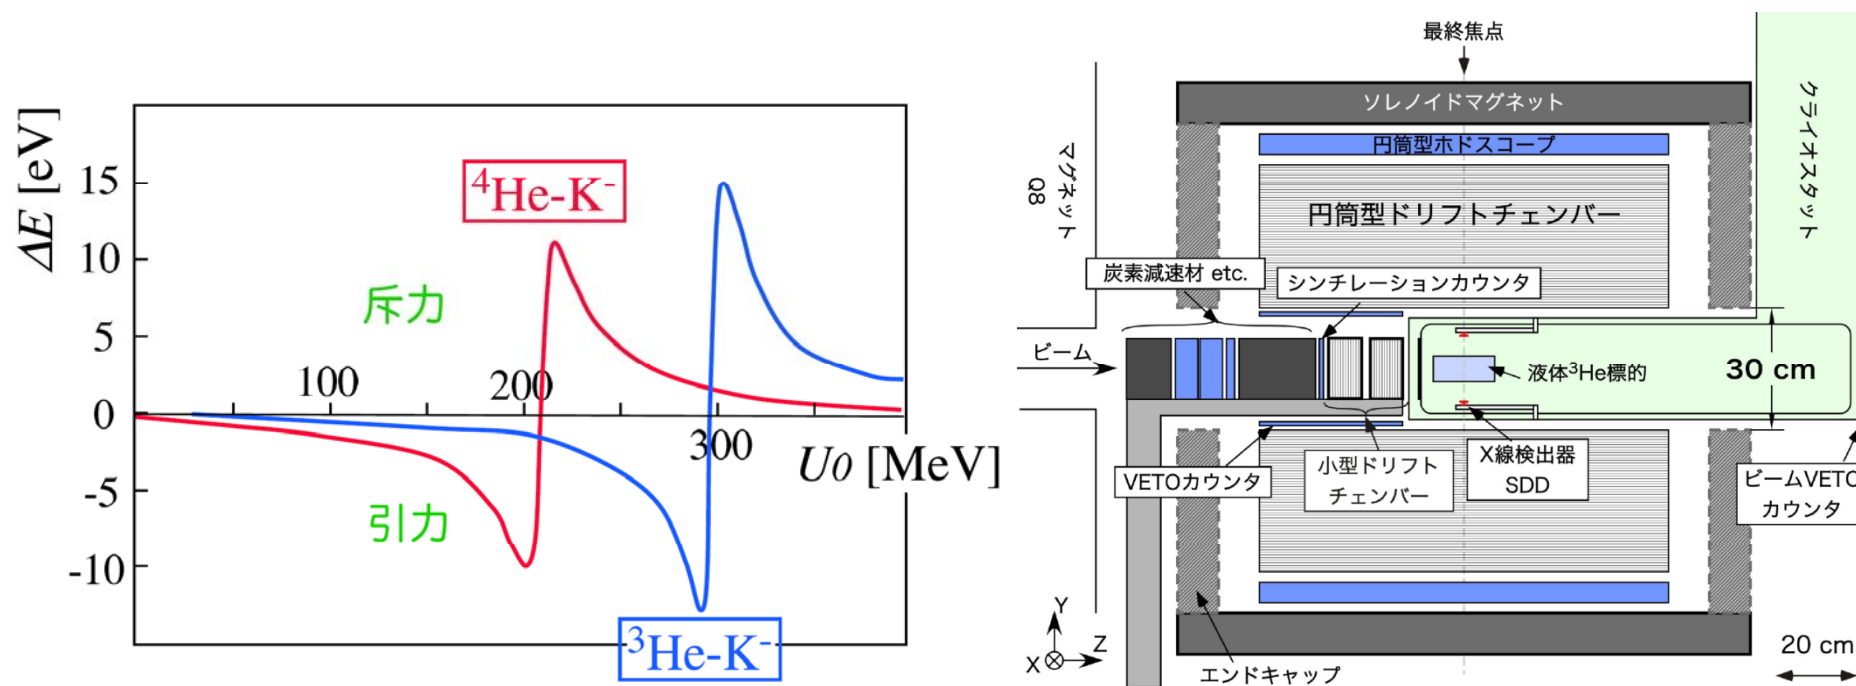 ΔE [eV]
15
10
5
0
-5
-10
100
200
300
U0 [MeV]
⁴He-K⁻
³He-K⁻
斥力
引力
最終焦点
ソレノイドマグネット
円筒型ホドスコープ
円筒型ドリフトチェンバー
マグネット
Q8
クライオスタット
炭素減速材 etc.
シンチレーションカウンタ
ビーム
液体³He標的
30 cm
VETOカウンタ
小型ドリフト
チェンバー
X線検出器
SDD
ビームVETO
カウンタ
Y
X
Z
エンドキャップ
20 cm